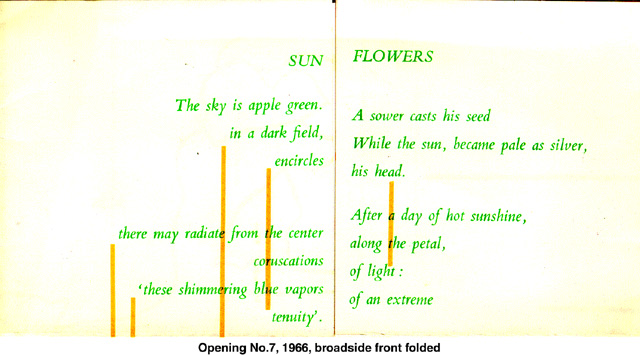 SUN
The sky is apple green.
in a dark field,
encircles
there may radiate from the center
coruscations
‘these shimmering blue vapors
tenuity’.
FLOWERS
A sower casts his seed
While the sun, became pale as silver,
his head.
After a day of hot sunshine,
along the petal,
of light :
of an extreme
Opening No.7, 1966, broadside front folded